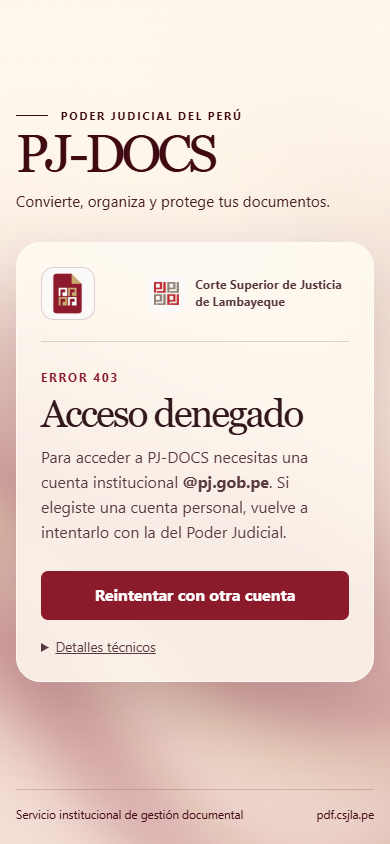 PODER JUDICIAL DEL PERÚ
PJ-DOCS
Convierte, organiza y protege tus documentos.
Corte Superior de Justicia
de Lambayeque
ERROR 403
Acceso denegado
Para acceder a PJ-DOCS necesitas una
cuenta institucional @pj.gob.pe. Si
elegiste una cuenta personal, vuelve a
intentarlo con la del Poder Judicial.
Reintentar con otra cuenta
Detalles técnicos
Servicio institucional de gestión documental
pdf.csjla.pe